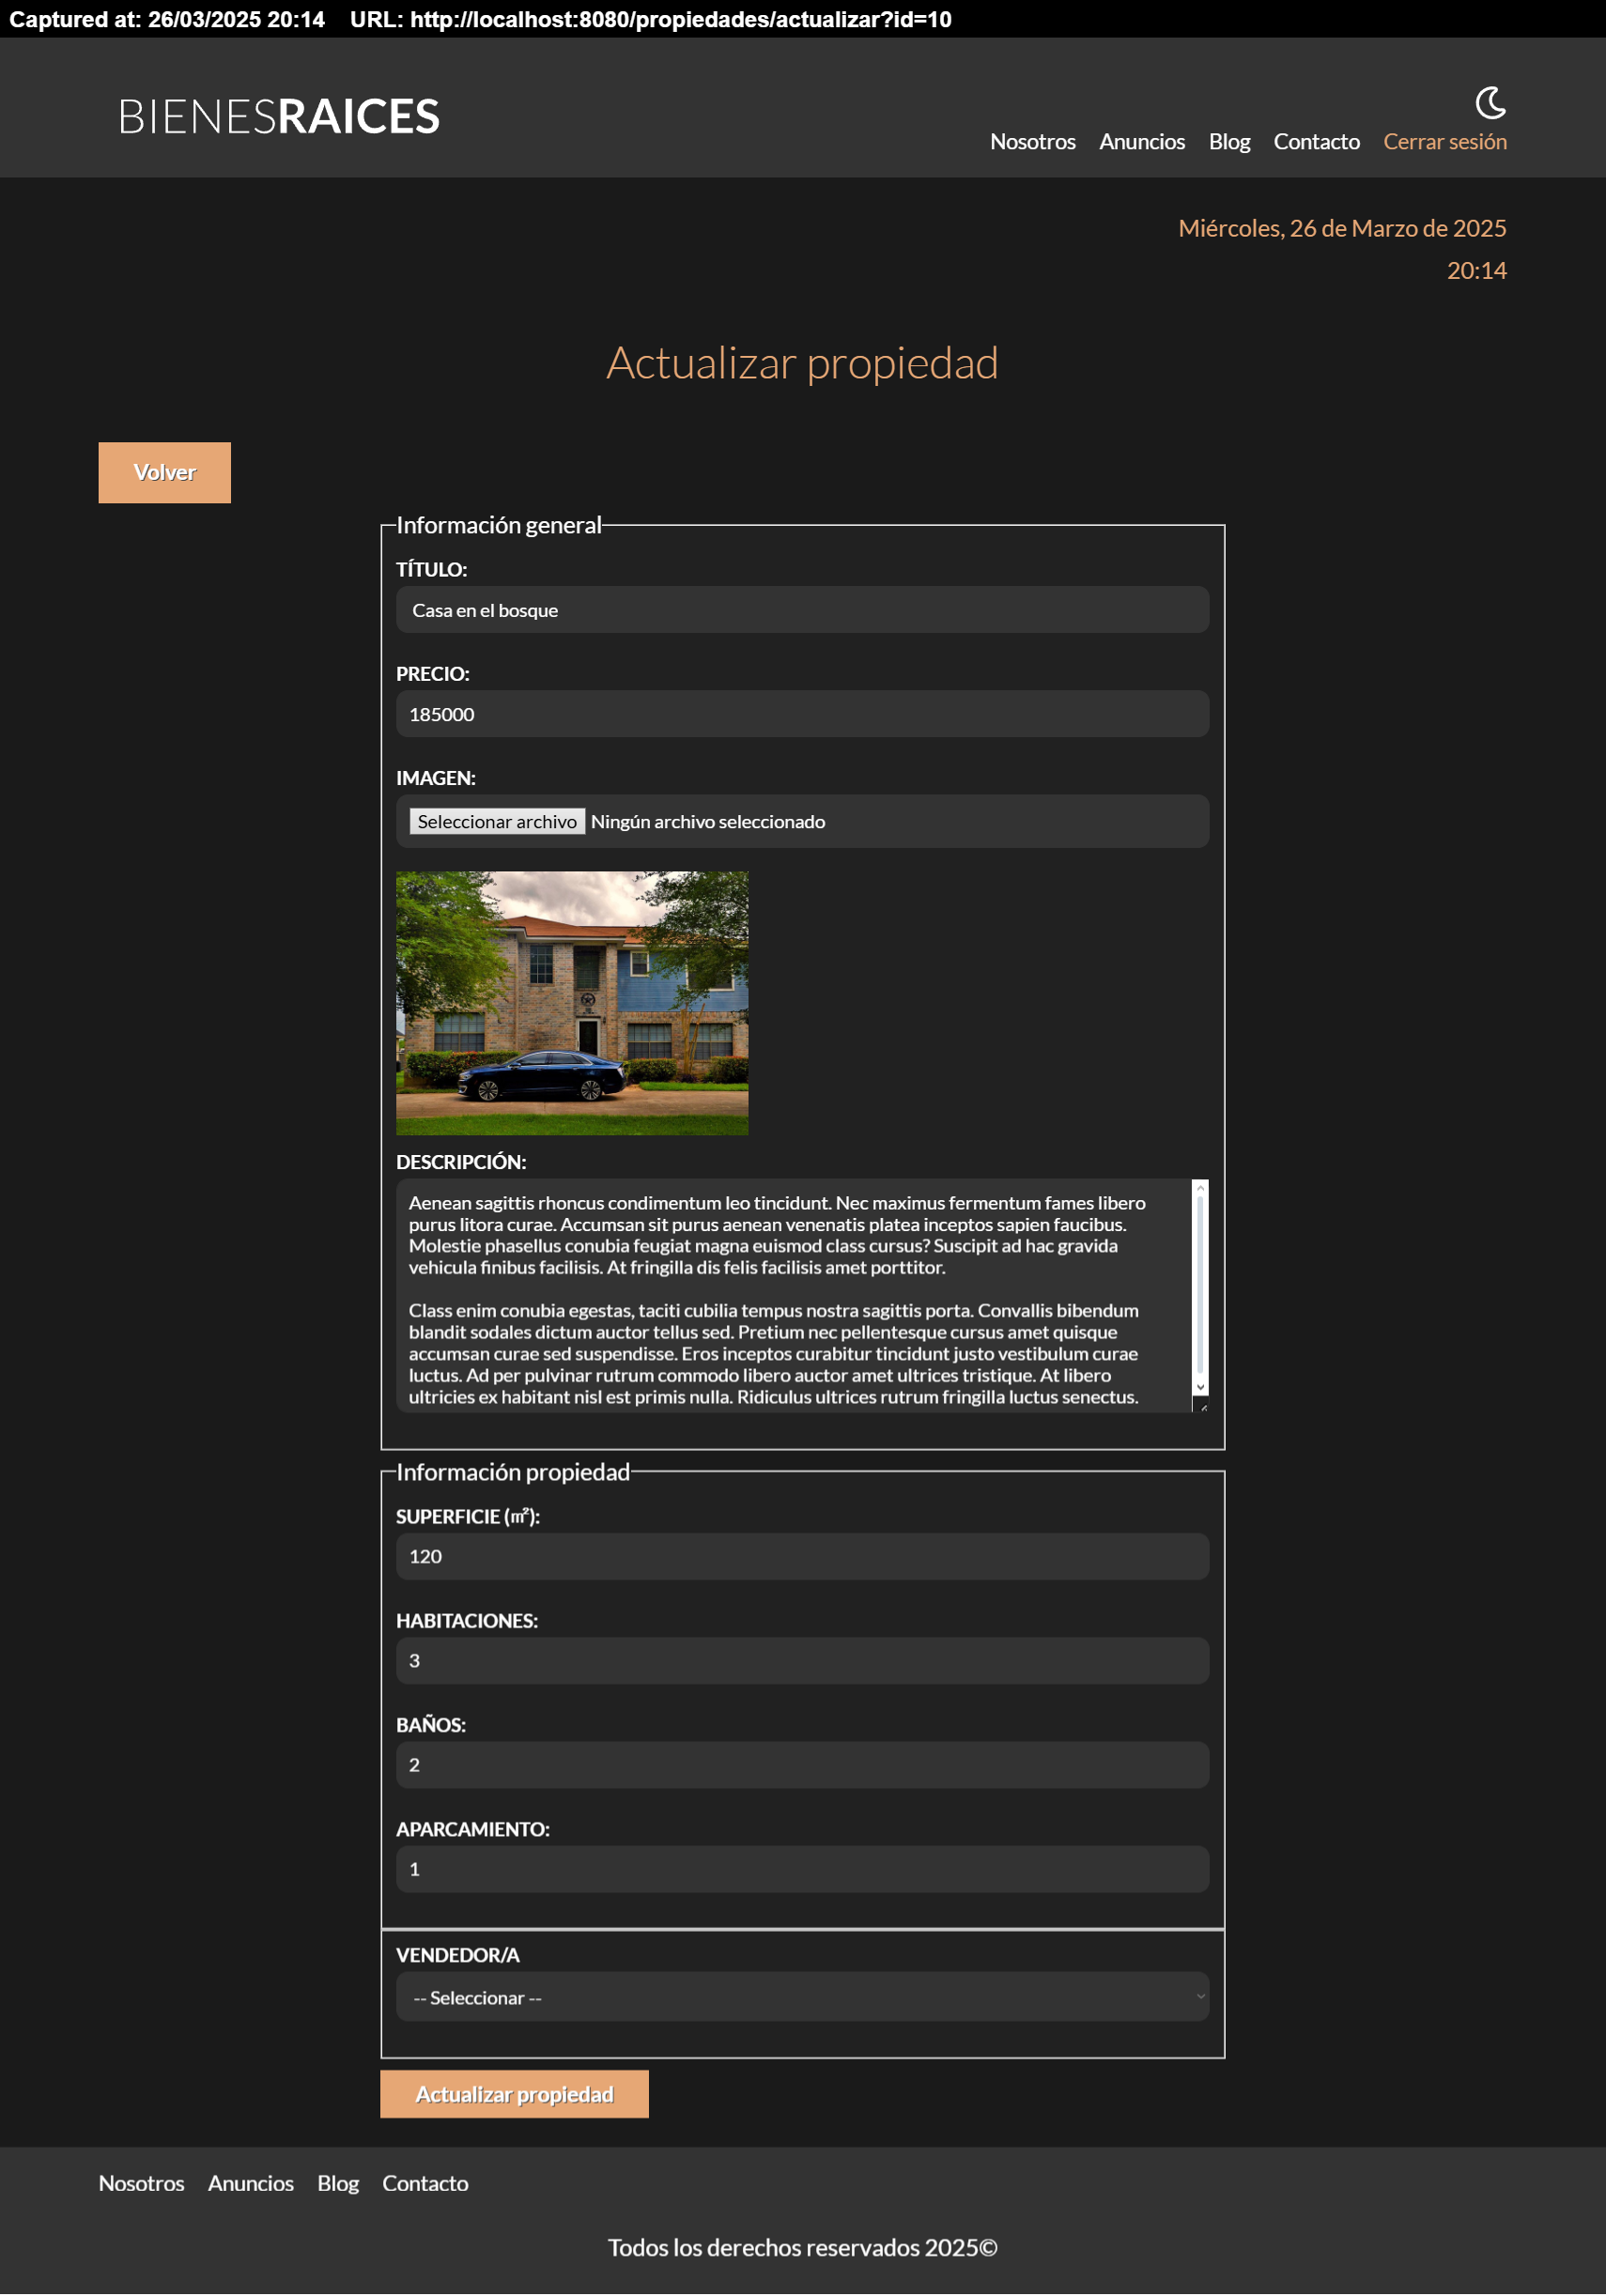 Captured at: 26/03/2025 20:14    URL: http://localhost:8080/propiedades/actualizar?id=10
BIENESRAICES
Nosotros Anuncios Blog Contacto Cerrar sesión
Miércoles, 26 de Marzo de 2025
20:14
Actualizar propiedad
Volver
Información general
TÍTULO:
Casa en el bosque
PRECIO:
185000
IMAGEN:
Seleccionar archivo Ningún archivo seleccionado
DESCRIPCIÓN:
Aenean sagittis rhoncus condimentum leo tincidunt. Nec maximus fermentum fames libero
purus litora curae. Accumsan sit purus aenean venenatis platea inceptos sapien faucibus.
Molestie phasellus conubia feugiat magna euismod class cursus? Suscipit ad hac gravida
vehicula finibus facilisis. At fringilla dis felis facilisis amet porttitor.
Class enim conubia egestas, taciti cubilia tempus nostra sagittis porta. Convallis bibendum
blandit sodales dictum auctor tellus sed. Pretium nec pellentesque cursus amet quisque
accumsan curae sed suspendisse. Eros inceptos curabitur tincidunt justo vestibulum curae
luctus. Ad per pulvinar rutrum commodo libero auctor amet ultrices tristique. At libero
ultricies ex habitant nisl est primis nulla. Ridiculus ultrices rutrum fringilla luctus senectus.
Información propiedad
SUPERFICIE (㎡):
120
HABITACIONES:
3
BAÑOS:
2
APARCAMIENTO:
1
VENDEDOR/A
-- Seleccionar --
Actualizar propiedad
Nosotros Anuncios Blog Contacto
Todos los derechos reservados 2025©